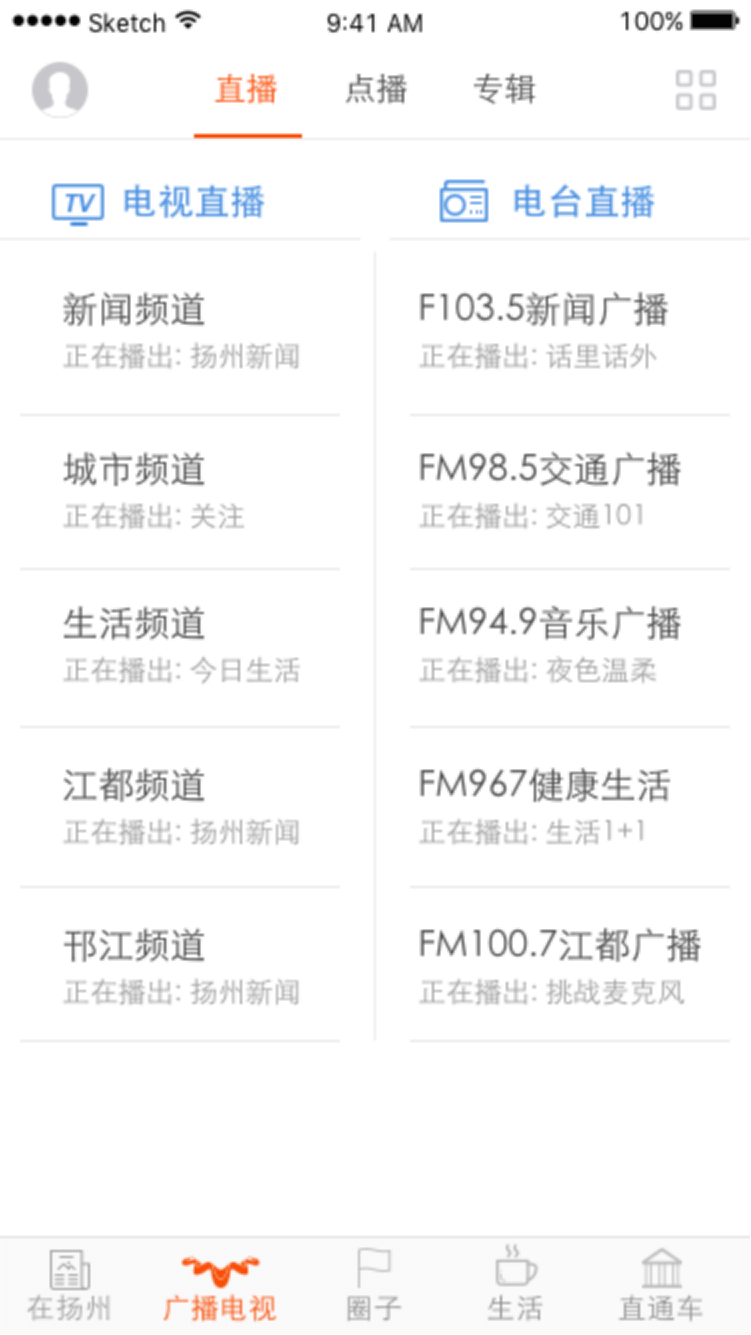 Sketch 9:41 AM 100%
直播 点播 专辑
TV 电视直播
新闻频道
正在播出: 扬州新闻
城市频道
正在播出: 关注
生活频道
正在播出: 今日生活
江都频道
正在播出: 扬州新闻
邗江频道
正在播出: 扬州新闻
电台直播
F103.5新闻广播
正在播出: 话里话外
FM98.5交通广播
正在播出: 交通101
FM94.9音乐广播
正在播出: 夜色温柔
FM967健康生活
正在播出: 生活1+1
FM100.7江都广播
正在播出: 挑战麦克风
在扬州 广播电视 圈子 生活 直通车